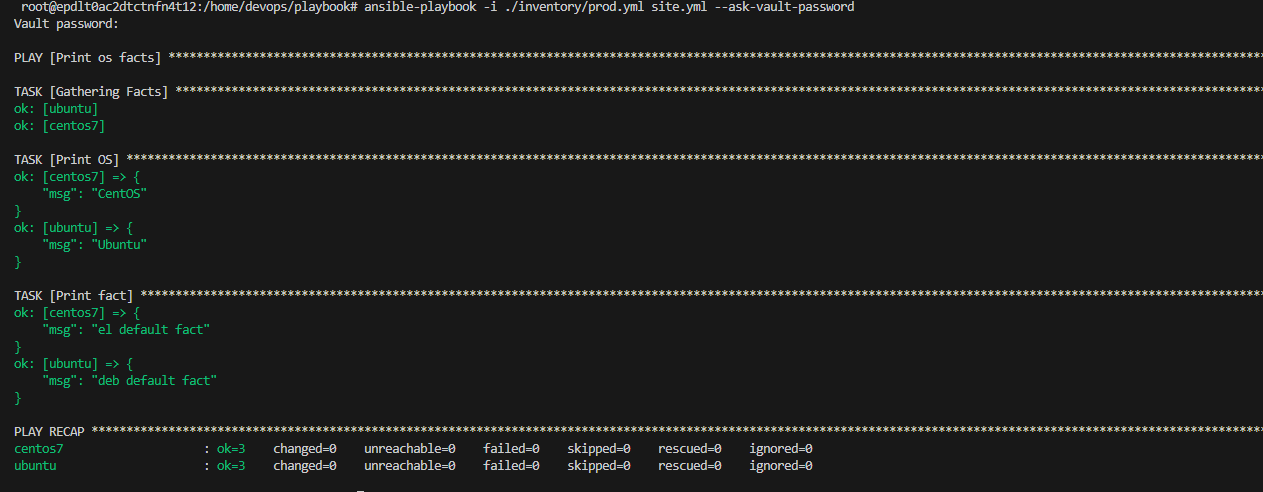 root@epdlt0ac2dtctnfn4t12:/home/devops/playbook# ansible-playbook -i ./inventory/prod.yml site.yml --ask-vault-password
Vault password:
PLAY [Print os facts] ****************************************************************************************************************************************************************
TASK [Gathering Facts] ***************************************************************************************************************************************************************
ok: [ubuntu]
ok: [centos7]
TASK [Print OS] **********************************************************************************************************************************************************************
ok: [centos7] => {
    "msg": "CentOS"
}
ok: [ubuntu] => {
    "msg": "Ubuntu"
}
TASK [Print fact] ********************************************************************************************************************************************************************
ok: [centos7] => {
    "msg": "el default fact"
}
ok: [ubuntu] => {
    "msg": "deb default fact"
}
PLAY RECAP ***************************************************************************************************************************************************************************
centos7                    : ok=3    changed=0    unreachable=0    failed=0    skipped=0    rescued=0    ignored=0
ubuntu                     : ok=3    changed=0    unreachable=0    failed=0    skipped=0    rescued=0    ignored=0